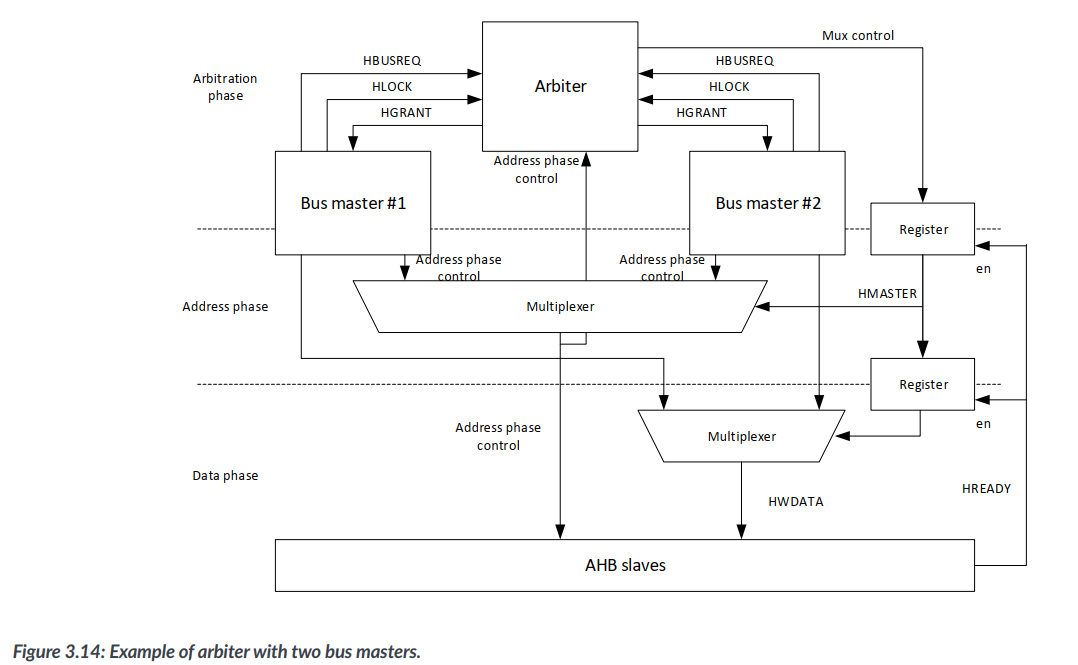 Mux control
HBUSREQ
HBUSREQ
Arbitration
phase
Arbiter
HLOCK
HLOCK
HGRANT
HGRANT
Address phase
control
Bus master #1
Bus master #2
Register
Address phase
control
Address phase
control
en
HMASTER
Address phase
Multiplexer
Register
Address phase
control
en
Multiplexer
Data phase
HREADY
HWDATA
AHB slaves
Figure 3.14: Example of arbiter with two bus masters.